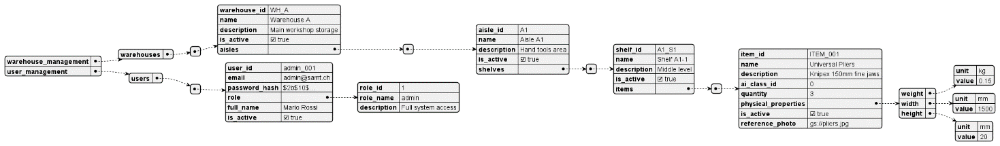 warehouse_management
user_management
warehouses
users
warehouse_id WH_A
name Warehouse A
description Main workshop storage
is_active ☑ true
aisles
user_id admin_001
email admin@samt.ch
password_hash $2b$10$...
role
full_name Mario Rossi
is_active ☑ true
role_id 1
role_name admin
description Full system access
aisle_id A1
name Aisle A1
description Hand tools area
is_active ☑ true
shelves
shelf_id A1_S1
name Shelf A1-1
description Middle level
is_active ☑ true
items
item_id ITEM_001
name Universal Pliers
description Knipex 150mm fine jaws
ai_class_id 0
quantity 3
physical_properties
is_active ☑ true
reference_photo gs://pliers.jpg
weight
width
height
unit kg
value 0.15
unit mm
value 1500
unit mm
value 20